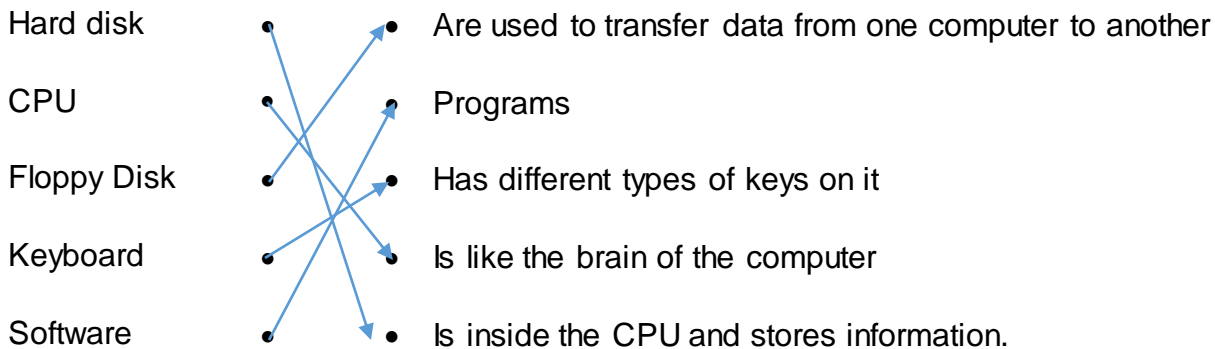 Hard disk Are used to transfer data from one computer to another
CPU Programs
Floppy Disk Has different types of keys on it
Keyboard Is like the brain of the computer
Software Is inside the CPU and stores information.